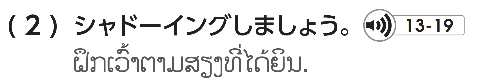 (2) シャドーイングしましょう。 13-19
ຝຶກເວົ້າຕາມສຽງທີ່ໄດ້ຍິນ.